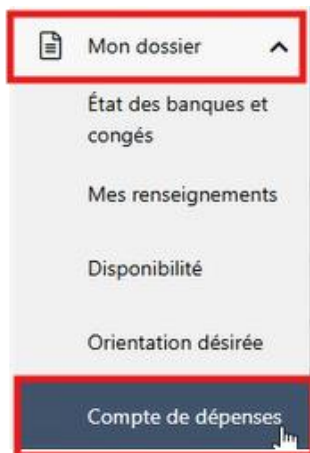 Mon dossier
État des banques et
congés
Mes renseignements
Disponibilité
Orientation désirée
Compte de dépenses